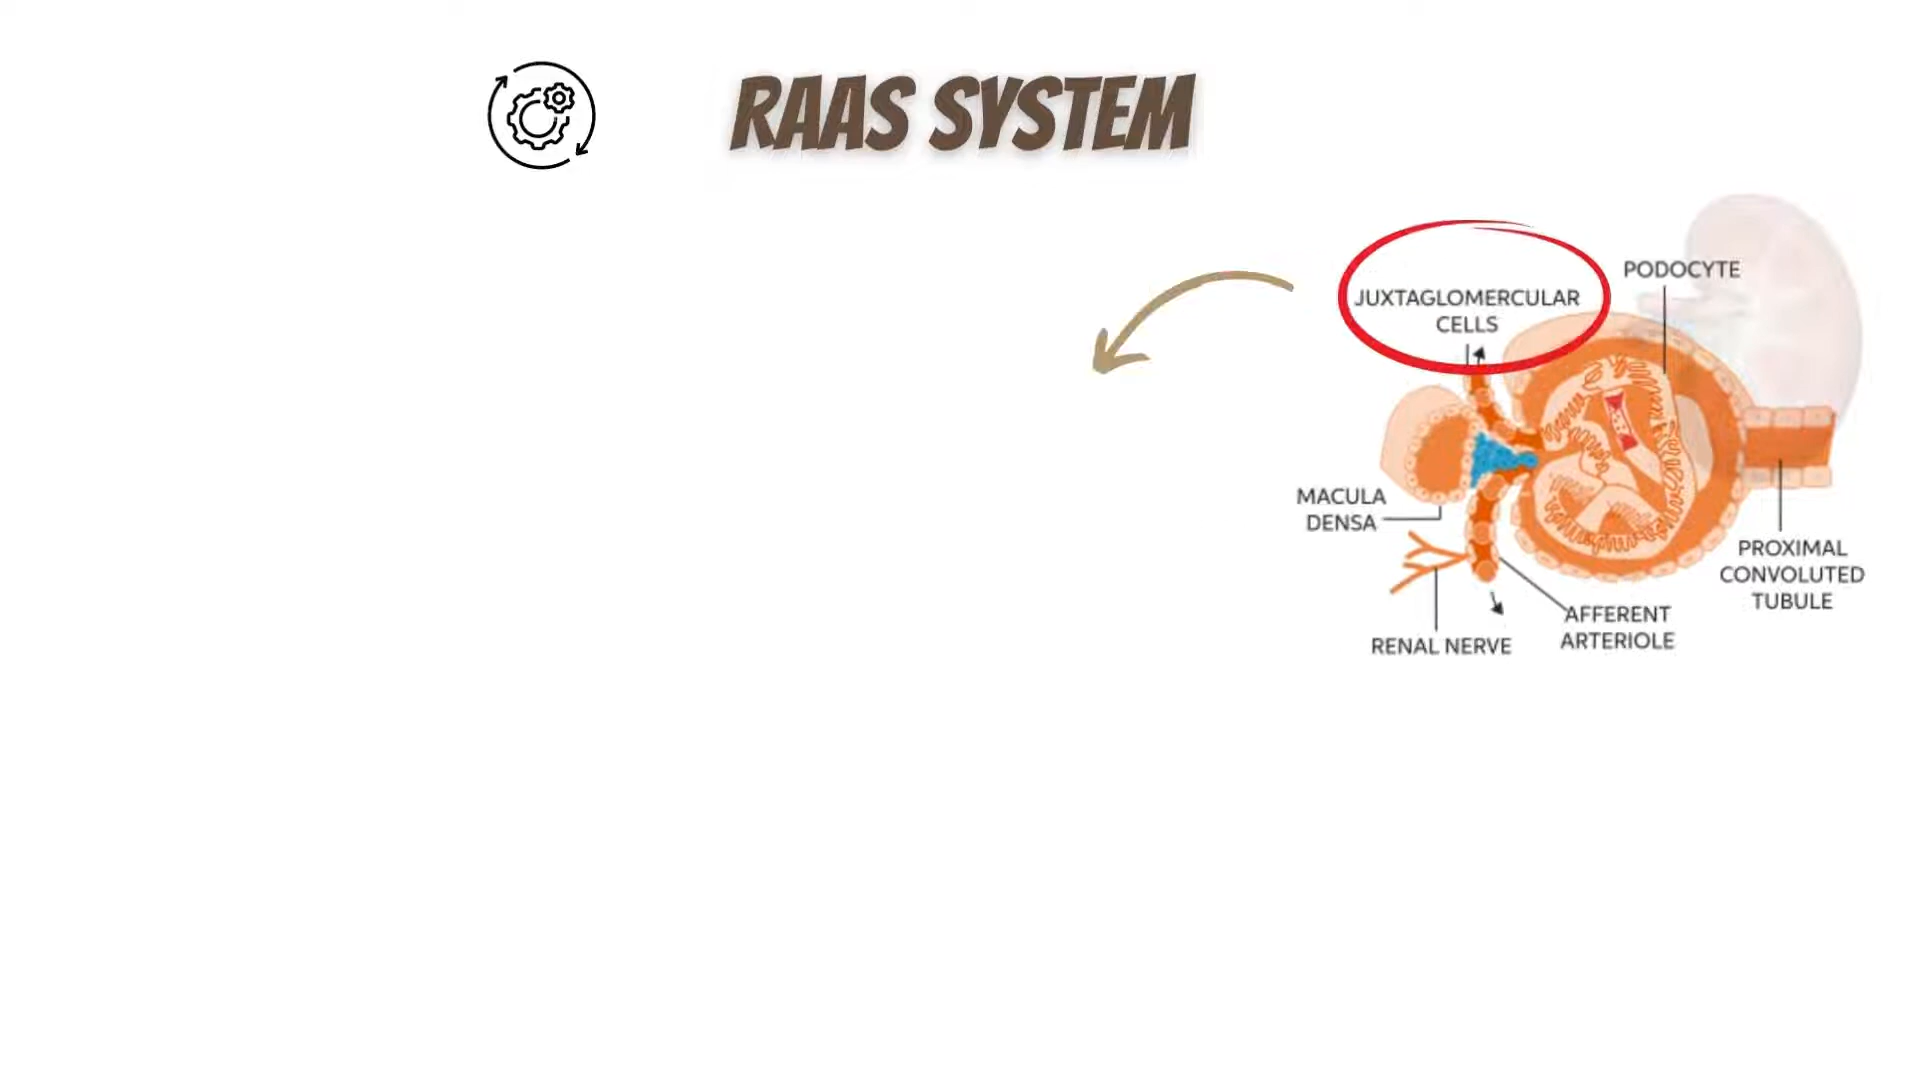 RAAS SYSTEM
PODOCYTE
JUXTAGLOMERCULAR
CELLS
MACULA
DENSA
PROXIMAL
CONVOLUTED
TUBULE
AFFERENT
ARTERIOLE
RENAL NERVE